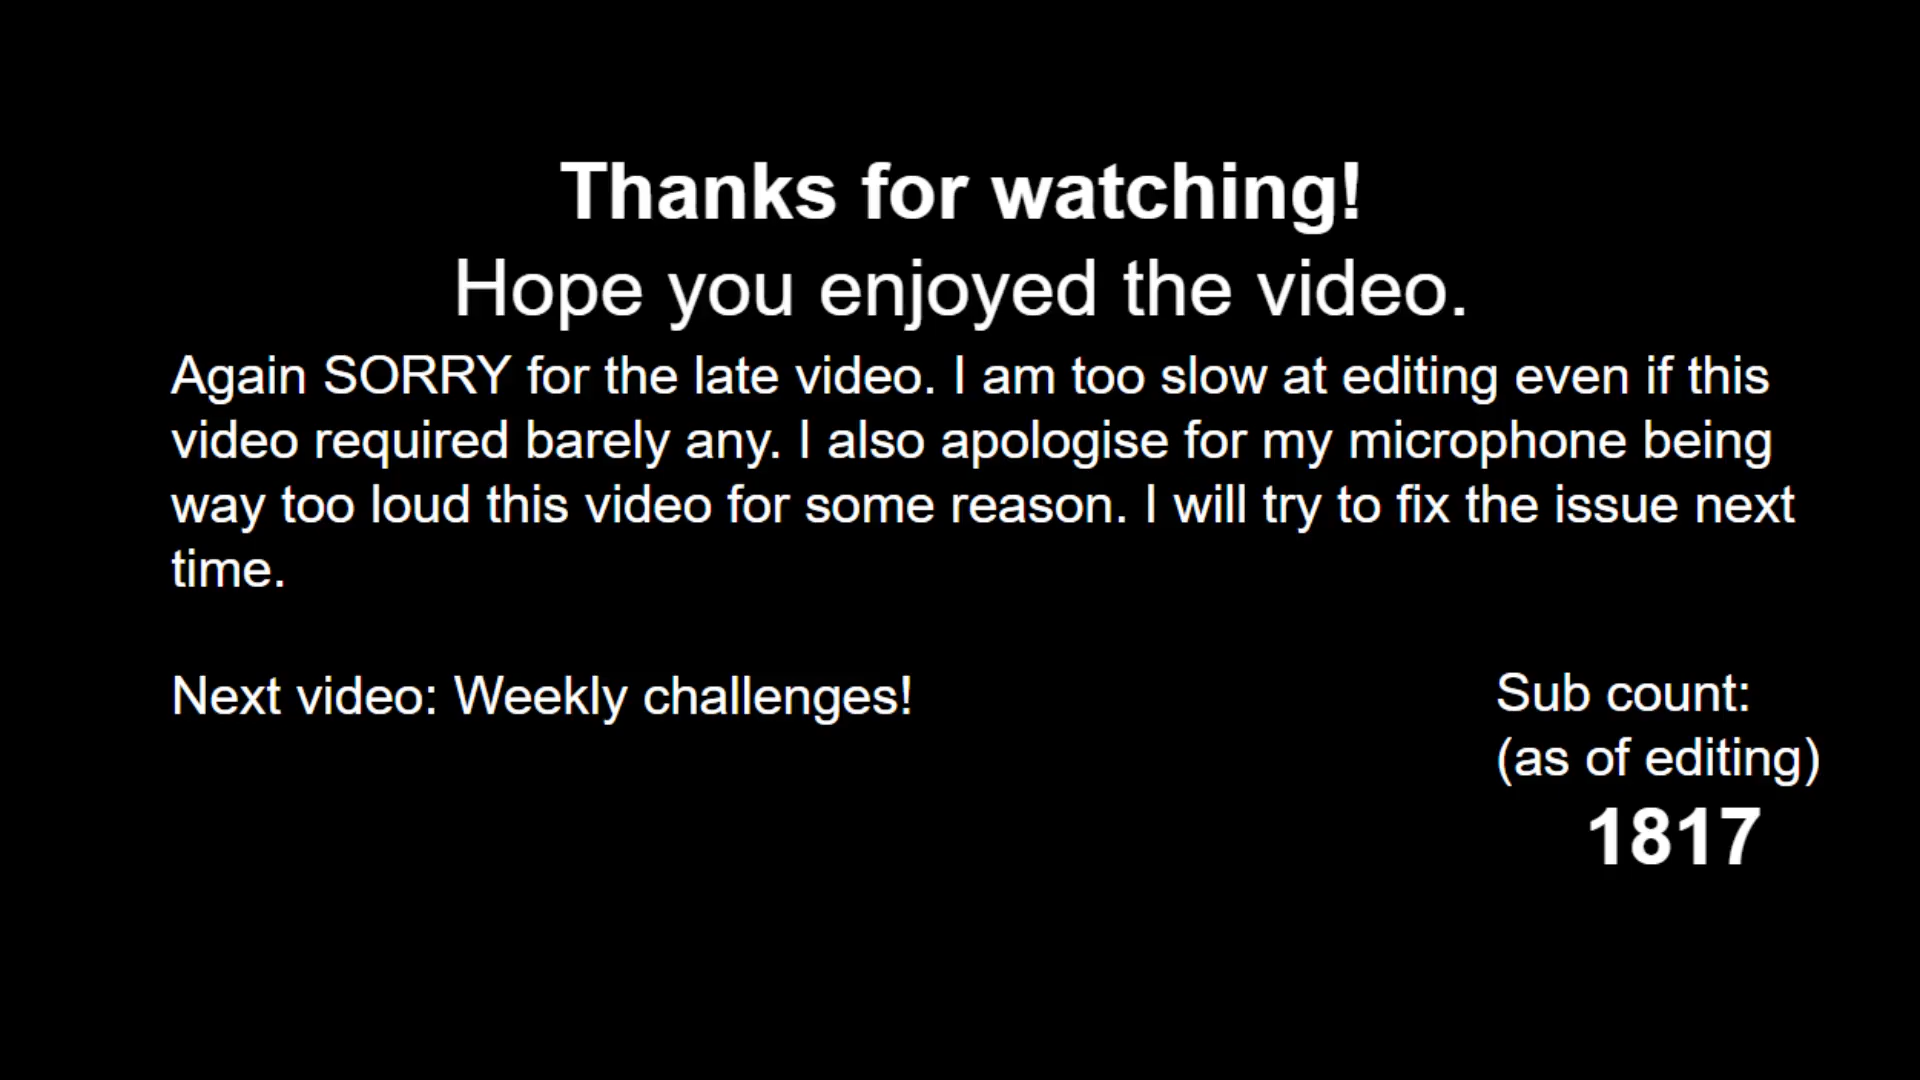 Thanks for watching!
Hope you enjoyed the video.
Again SORRY for the late video. I am too slow at editing even if this
video required barely any. I also apologise for my microphone being
way too loud this video for some reason. I will try to fix the issue next
time.
Next video: Weekly challenges!
Sub count:
(as of editing)
1817